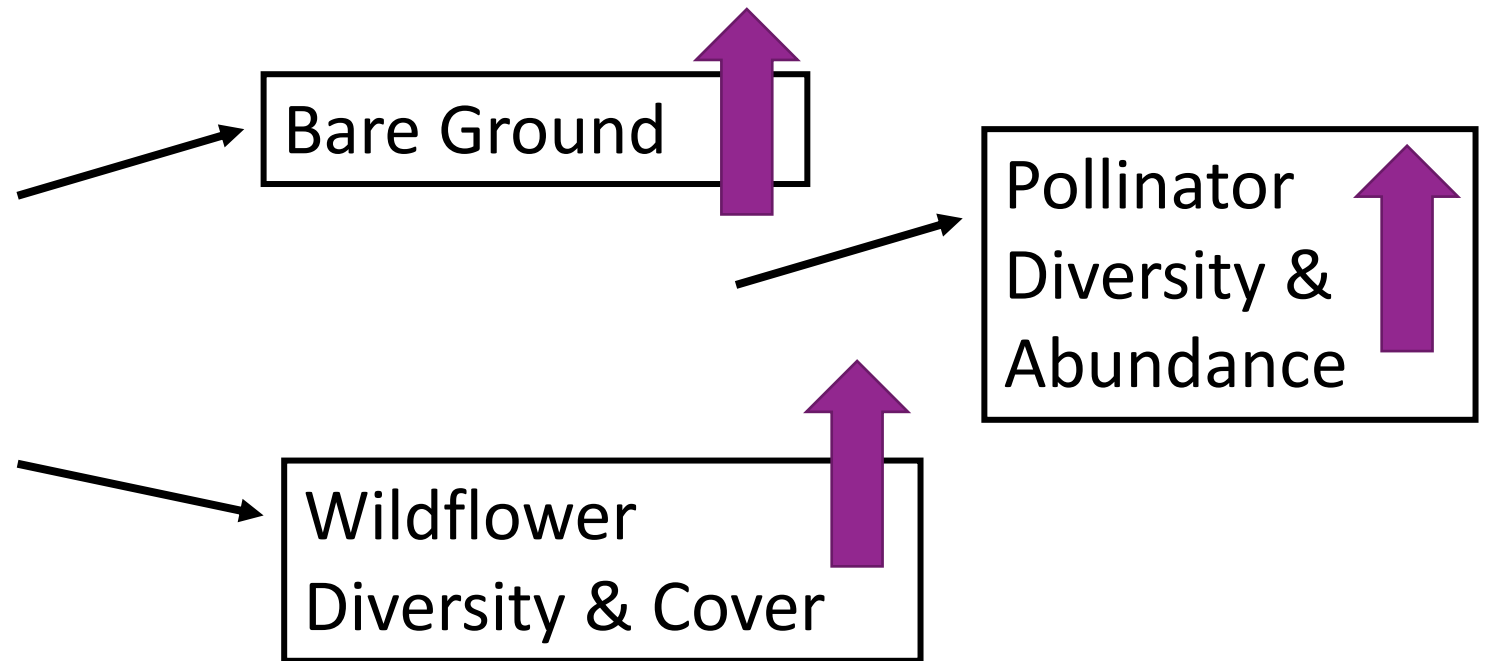 Bare Ground
Pollinator
Diversity &
Abundance
Wildflower
Diversity & Cover